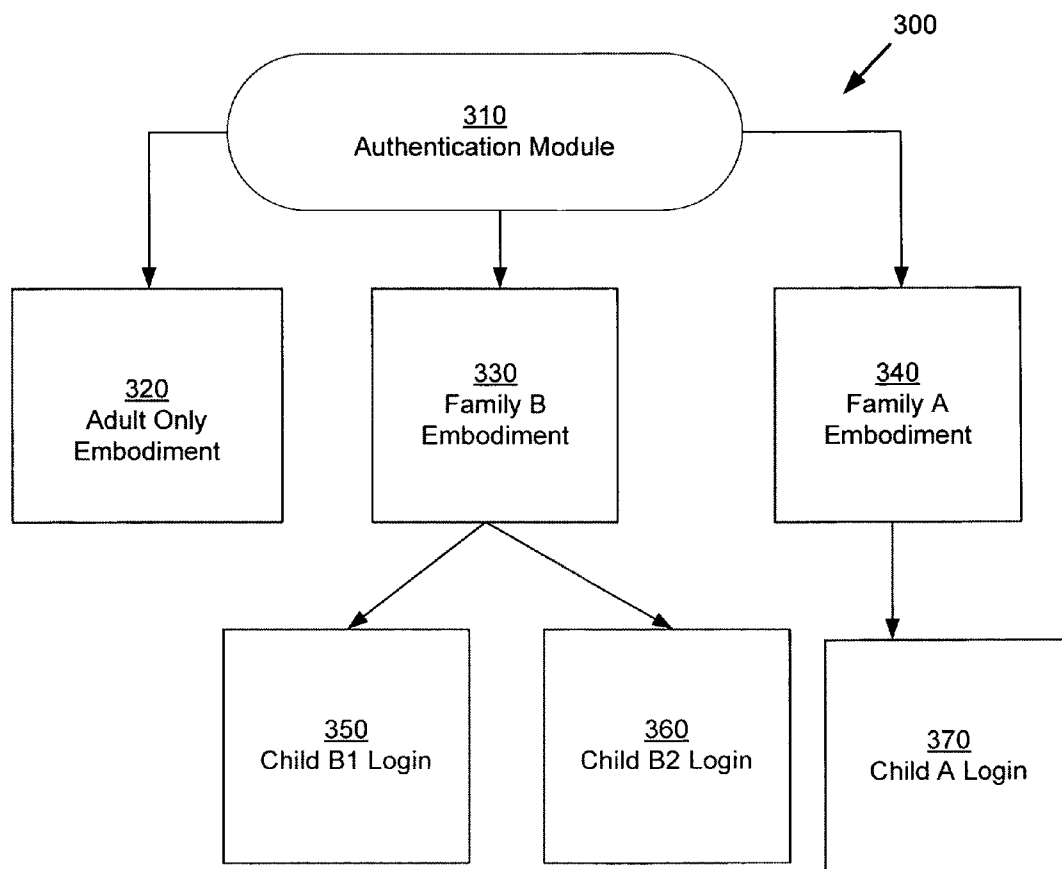 300
310
Authentication Module
320
Adult Only
Embodiment
330
Family B
Embodiment
340
Family A
Embodiment
350
Child B1 Login
360
Child B2 Login
370
Child A Login